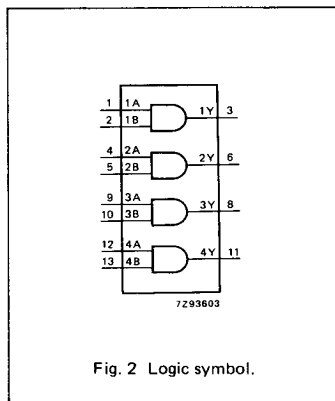 1 1A 1Y 3
2 1B
4 2A 2Y 6
5 2B
9 3A 3Y 8
10 3B
12 4A 4Y 11
13 4B
7Z93603
Fig. 2 Logic symbol.